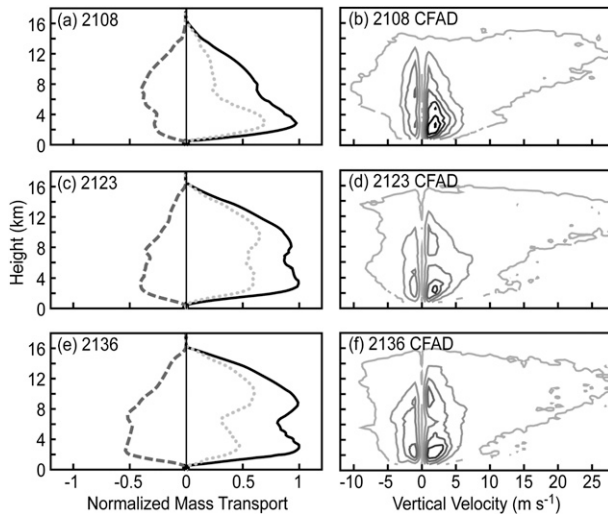 (a) 2108
(b) 2108 CFAD
16
12
8
4
0
(c) 2123
(d) 2123 CFAD
16
12
8
4
0
Height (km)
(e) 2136
(f) 2136 CFAD
16
12
8
4
0
-1 -0.5 0 0.5 1
-10 -5 0 5 10 15 20 25
Normalized Mass Transport
Vertical Velocity (m s-1)